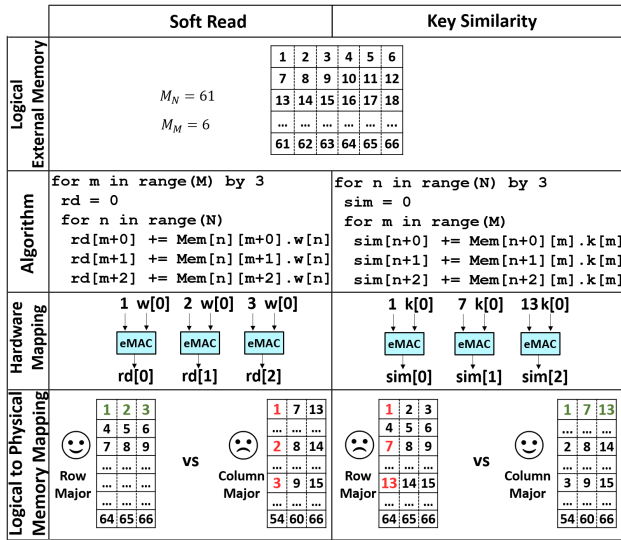 Soft Read Key Similarity
Logical External Memory
M_N = 61
M_M = 6
1 2 3 4 5 6
7 8 9 10 11 12
13 14 15 16 17 18
... ... ... ... ... ...
61 62 63 64 65 66
Algorithm
for m in range(M) by 3
rd = 0
for n in range(N)
rd[m+0] += Mem[n][m+0].w[n]
rd[m+1] += Mem[n][m+1].w[n]
rd[m+2] += Mem[n][m+2].w[n]
for n in range(N) by 3
sim = 0
for m in range(M)
sim[n+0] += Mem[n+0][m].k[m]
sim[n+1] += Mem[n+1][m].k[m]
sim[n+2] += Mem[n+2][m].k[m]
Hardware Mapping
1 w[0] 2 w[0] 3 w[0]
eMAC eMAC eMAC
rd[0] rd[1] rd[2]
1 k[0] 7 k[0] 13 k[0]
eMAC eMAC eMAC
sim[0] sim[1] sim[2]
Logical to Physical Memory Mapping
Row Major
1 2 3
4 5 6
7 8 9
... ... ...
... ... ...
... ... ...
64 65 66
vs
Column Major
1 7 13
... ... ...
2 8 14
... ... ...
3 9 15
... ... ...
54 60 66
Row Major
1 2 3
4 5 6
7 8 9
... ... ...
13 14 15
... ... ...
64 65 66
vs
Column Major
1 7 13
... ... ...
2 8 14
... ... ...
3 9 15
... ... ...
54 60 66